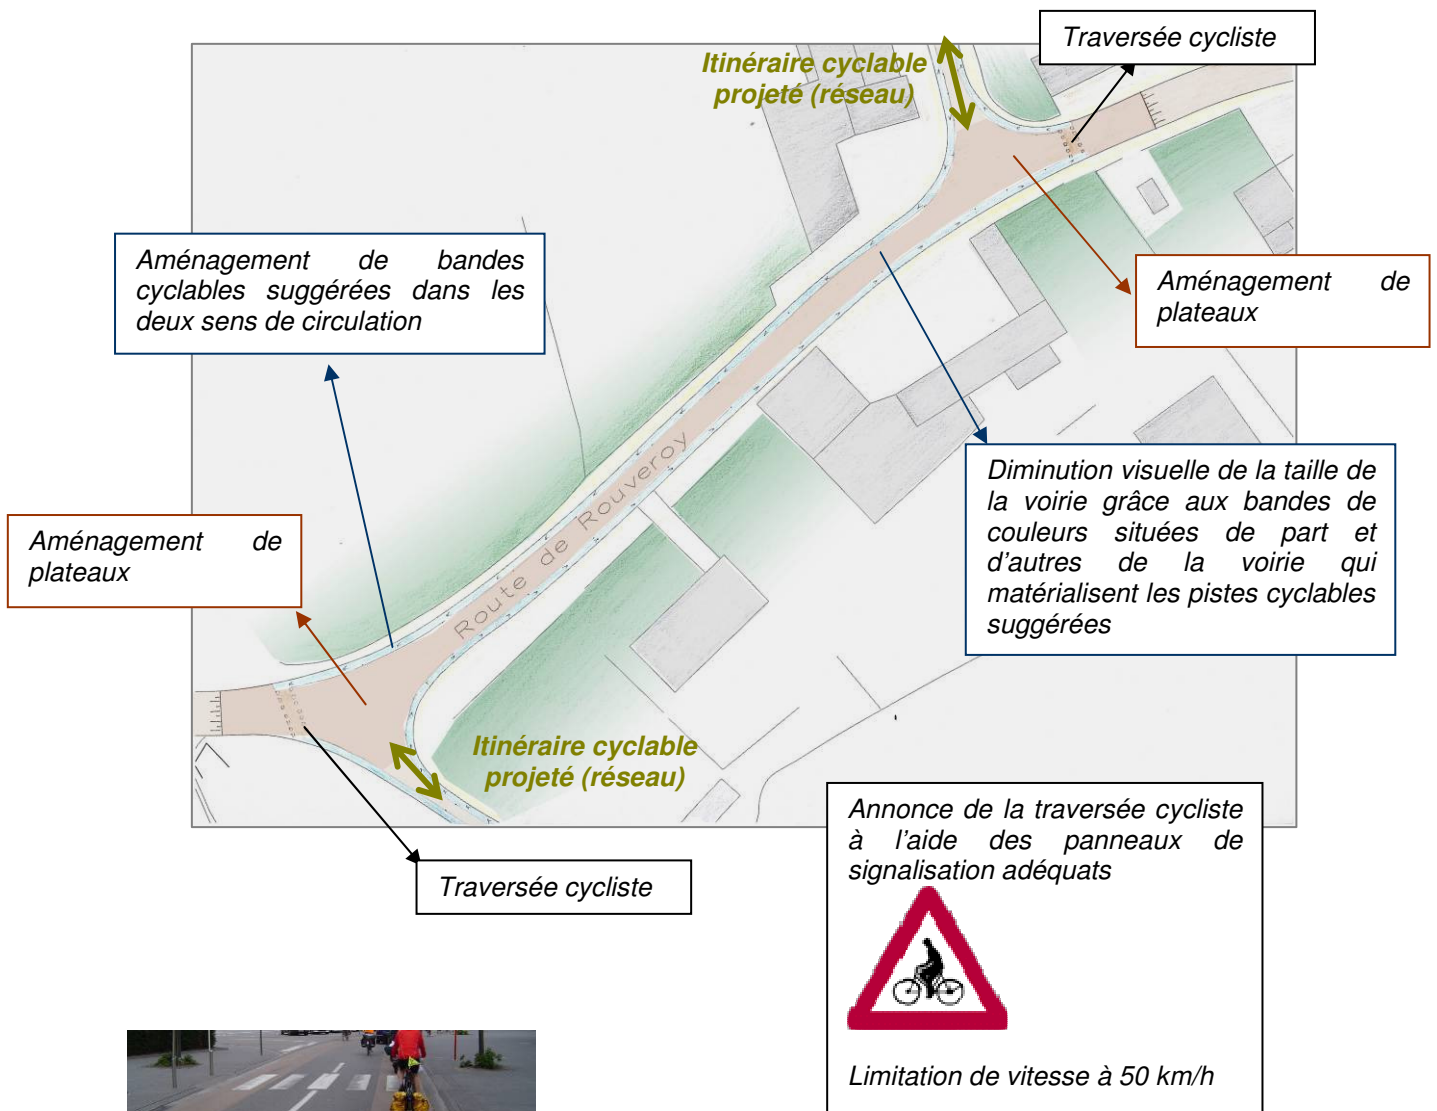 Traversée cycliste
Itinéraire cyclable
projeté (réseau)
Aménagement de bandes
cyclables suggérées dans les
deux sens de circulation
Aménagement de
plateaux
Diminution visuelle de la taille de
la voirie grâce aux bandes de
couleurs situées de part et
d'autres de la voirie qui
matérialisent les pistes cyclables
suggérées
Route de Rouveroy
Aménagement de
plateaux
Itinéraire cyclable
projeté (réseau)
Traversée cycliste
Annonce de la traversée cycliste
à l'aide des panneaux de
signalisation adéquats
Limitation de vitesse à 50 km/h